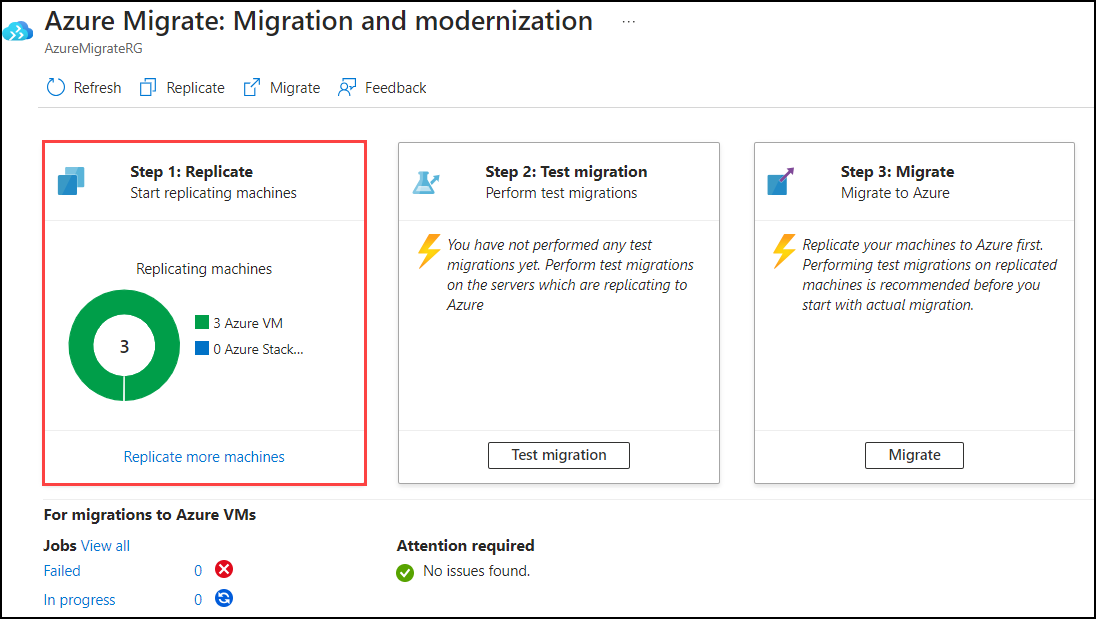 Azure Migrate: Migration and modernization ...
AzureMigrateRG
Refresh Replicate Migrate Feedback
Step 1: Replicate
Start replicating machines
Replicating machines
3
3 Azure VM
0 Azure Stack...
Replicate more machines
Step 2: Test migration
Perform test migrations
You have not performed any test
migrations yet. Perform test migrations
on the servers which are replicating to
Azure
Test migration
Step 3: Migrate
Migrate to Azure
Replicate your machines to Azure first.
Performing test migrations on replicated
machines is recommended before you
start with actual migration.
Migrate
For migrations to Azure VMs
Jobs View all
Failed 0
In progress 0
Attention required
No issues found.